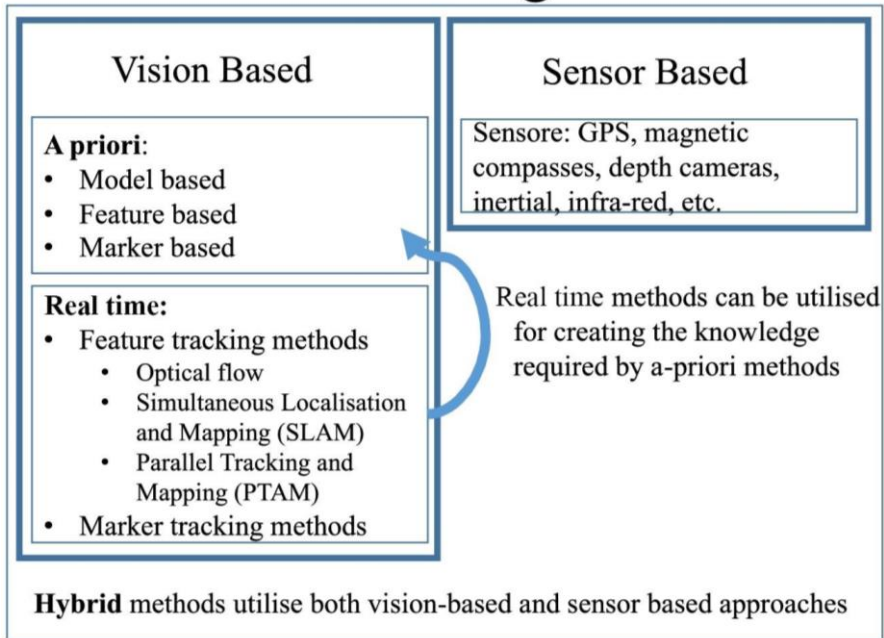 Vision Based
A priori:
• Model based
• Feature based
• Marker based
Real time:
• Feature tracking methods
• Optical flow
• Simultaneous Localisation
and Mapping (SLAM)
• Parallel Tracking and
Mapping (PTAM)
• Marker tracking methods
Sensor Based
Sensore: GPS, magnetic
compasses, depth cameras,
inertial, infra-red, etc.
Real time methods can be utilised
for creating the knowledge
required by a-priori methods
Hybrid methods utilise both vision-based and sensor based approaches